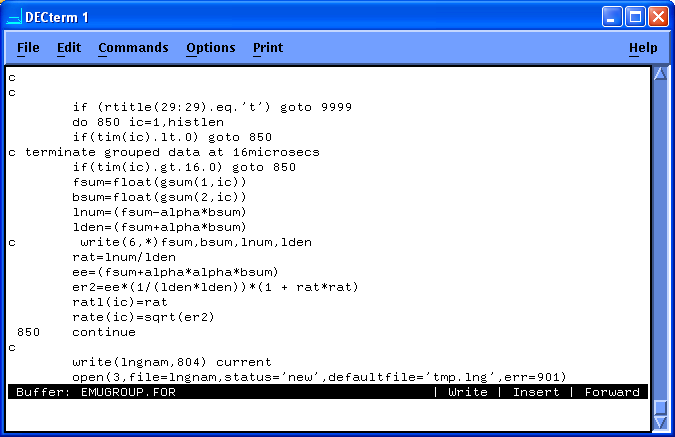 DECterm 1
File Edit Commands Options Print Help
c
c
        if (rtitle(29:29).eq.'t') goto 9999
        do 850 ic=1,histlen
        if(tim(ic).lt.0) goto 850
c terminate grouped data at 16microsecs
        if(tim(ic).gt.16.0) goto 850
        fsum=float(gsum(1,ic))
        bsum=float(gsum(2,ic))
        lnum=(fsum-alpha*bsum)
        lden=(fsum+alpha*bsum)
c        write(6,*)fsum,bsum,lnum,lden
        rat=lnum/lden
        ee=(fsum+alpha*alpha*bsum)
        er2=ee*(1/(lden*lden))*(1 + rat*rat)
        ratl(ic)=rat
        rate(ic)=sqrt(er2)
 850    continue
c
        write(lngnam,804) current
        open(3,file=lngnam,status='new',defaultfile='tmp.lng',err=901)
Buffer: EMUGROUP.FOR | Write | Insert | Forward